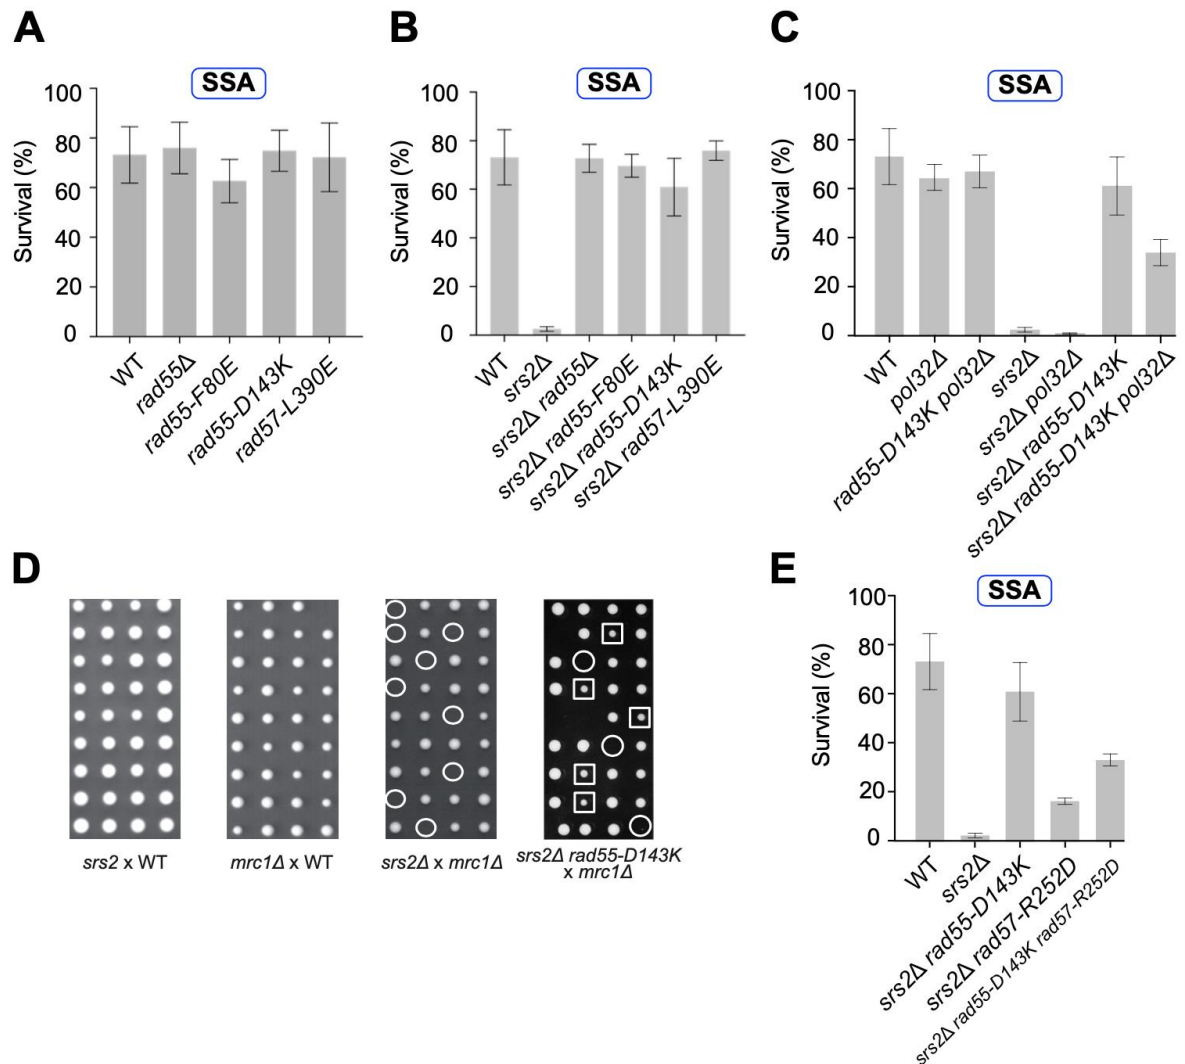 A
SSA
Survival (%)
100
80
60
40
20
0
WT
rad55Δ
rad55-F80E
rad55-D143K
rad57-L390E
B
SSA
Survival (%)
100
80
60
40
20
0
WT
srs2Δ
srs2Δ rad55Δ
srs2Δ rad55-F80E
srs2Δ rad55-D143K
srs2Δ rad57-L390E
C
SSA
Survival (%)
100
80
60
40
20
0
WT
pol32Δ
rad55-D143K pol32Δ
srs2Δ
srs2Δ pol32Δ
srs2Δ rad55-D143K
srs2Δ rad55-D143K pol32Δ
D
srs2 x WT
mrc1Δ x WT
srs2Δ x mrc1Δ
srs2Δ rad55-D143K
x mrc1Δ
E
SSA
Survival (%)
100
80
60
40
20
0
WT
srs2Δ
srs2Δ rad55-D143K
srs2Δ rad57-R252D
srs2Δ rad55-D143K rad57-R252D